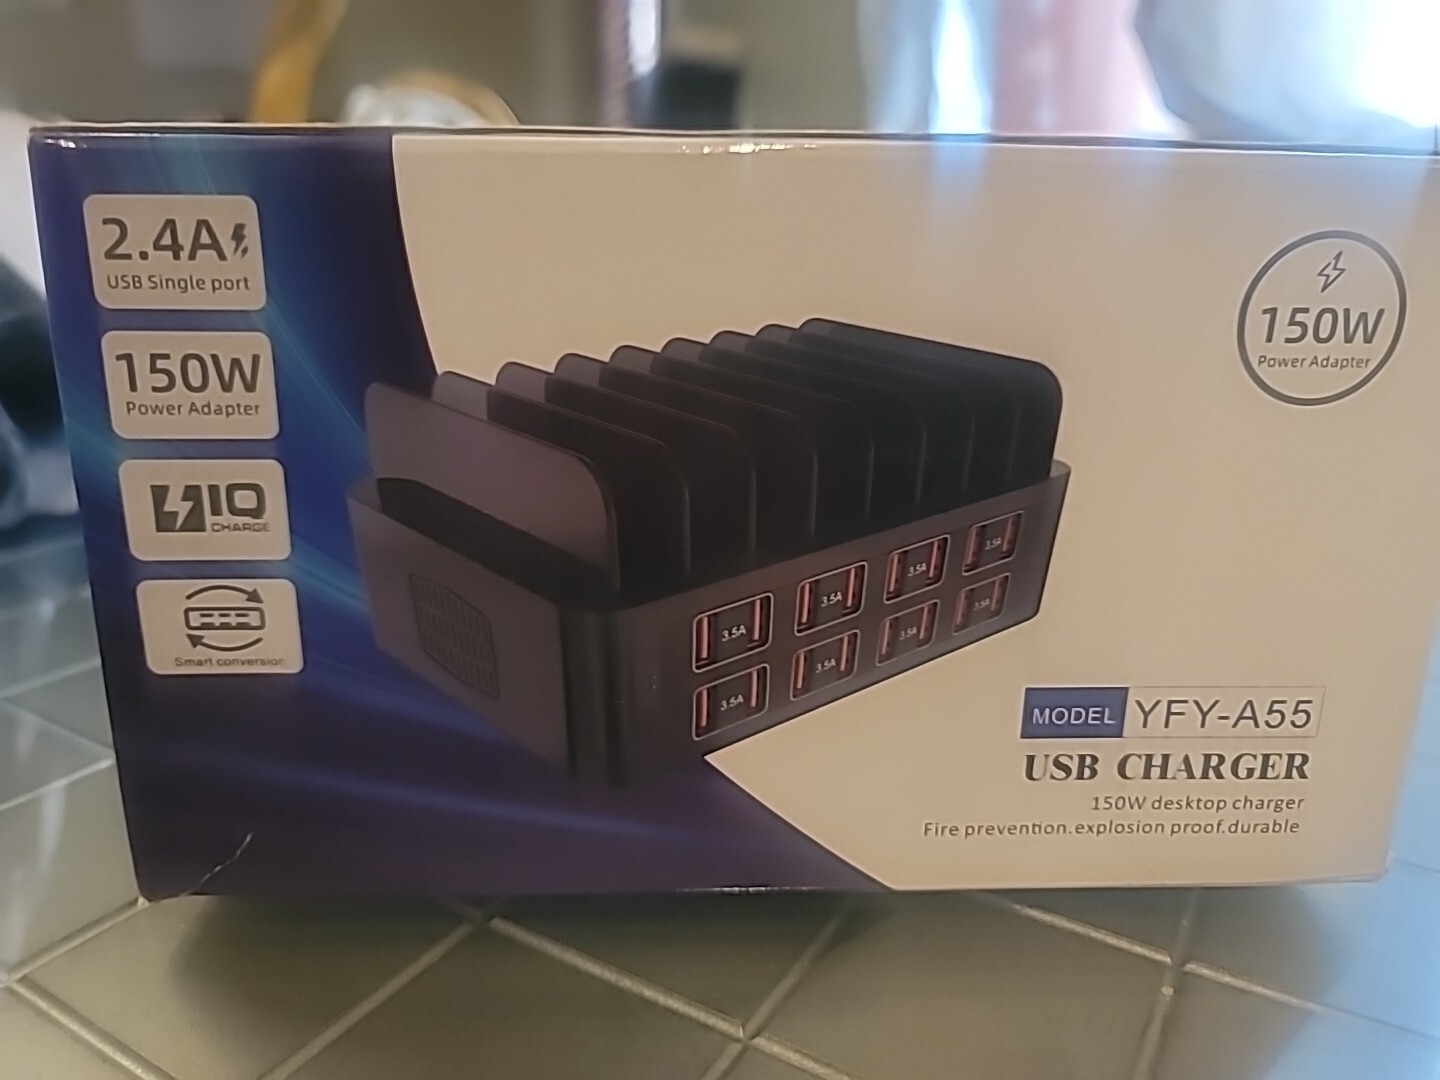 2.4A
USB Single port
150W
Power Adapter
IQ
CHARGE
Smart conversion
150W
Power Adapter
3.5A
3.5A
3.5A
3.5A
3.5A
3.5A
3.5A
3.5A
MODEL YFY-A55
USB CHARGER
150W desktop charger
Fire prevention.explosion proof.durable